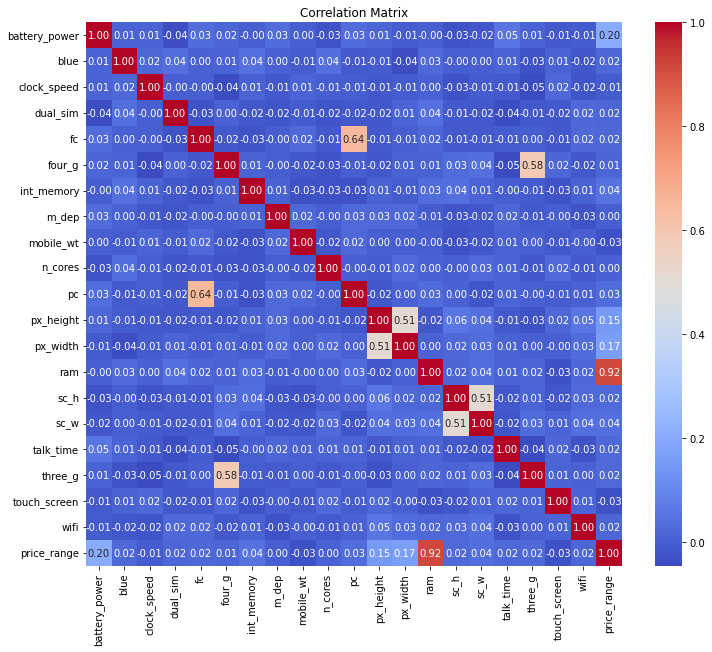 Correlation Matrix
battery_power 1.00 0.01 0.01 -0.04 0.03 0.02 -0.00 0.03 0.00 -0.03 0.03 0.01 -0.01 -0.00 -0.03 -0.02 0.05 0.01 -0.01 -0.01 0.20
blue 0.01 1.00 0.02 0.04 0.00 0.01 0.04 0.00 -0.01 0.04 -0.01 -0.01 -0.04 0.03 -0.00 0.00 0.01 -0.03 0.01 -0.02 0.02
clock_speed 0.01 0.02 1.00 -0.00 -0.00 -0.04 0.01 -0.01 0.01 -0.01 -0.01 -0.01 -0.01 0.00 -0.03 -0.01 -0.01 -0.05 0.02 -0.02 -0.01
dual_sim -0.04 0.04 -0.00 1.00 -0.03 0.00 -0.02 -0.02 -0.01 -0.02 -0.02 -0.02 0.01 0.04 -0.01 -0.02 -0.04 -0.01 -0.02 0.02 0.02
fc 0.03 0.00 -0.00 -0.03 1.00 -0.02 -0.03 -0.00 0.02 -0.01 0.64 -0.01 -0.01 0.02 -0.01 -0.01 -0.01 0.00 -0.01 0.02 0.02
four_g 0.02 0.01 -0.04 0.00 -0.02 1.00 0.01 -0.00 -0.02 -0.03 -0.01 -0.02 0.01 0.01 0.03 0.04 -0.05 0.58 0.02 -0.02 0.01
int_memory -0.00 0.04 0.01 -0.02 -0.03 0.01 1.00 0.01 -0.03 -0.03 -0.03 0.01 -0.01 0.03 0.04 0.01 -0.00 -0.01 -0.03 0.01 0.04
m_dep 0.03 0.00 -0.01 -0.02 -0.00 -0.00 0.01 1.00 0.02 -0.00 0.03 0.03 0.02 -0.01 -0.03 -0.02 0.02 -0.01 -0.00 -0.03 0.00
mobile_wt 0.00 -0.01 0.01 -0.01 0.02 -0.02 -0.03 0.02 1.00 -0.02 0.02 0.00 0.00 -0.00 -0.03 -0.02 0.01 0.00 -0.01 -0.00 -0.03
n_cores -0.03 0.04 -0.01 -0.02 -0.01 -0.03 -0.03 -0.00 -0.02 1.00 -0.00 -0.01 0.02 0.00 -0.00 0.03 0.01 -0.01 0.02 -0.01 0.00
pc 0.03 -0.01 -0.01 -0.02 0.64 -0.01 -0.03 0.03 0.02 -0.00 1.00 -0.02 0.00 0.03 0.00 -0.02 0.01 -0.00 -0.01 0.01 0.03
px_height 0.01 -0.01 -0.01 -0.02 -0.01 -0.02 0.01 0.03 0.00 -0.01 -0.02 1.00 0.51 -0.02 0.06 0.04 -0.01 -0.03 0.02 0.05 0.15
px_width -0.01 -0.04 -0.01 0.01 -0.01 0.01 -0.01 0.02 0.00 0.02 0.00 0.51 1.00 0.00 0.02 0.03 -0.01 0.00 -0.00 0.03 0.17
ram -0.00 0.03 0.00 0.04 0.02 0.01 0.03 -0.01 -0.00 0.00 0.03 -0.02 0.00 1.00 0.02 0.04 0.01 0.02 -0.03 0.02 0.92
sc_h -0.03 -0.00 -0.03 -0.01 -0.01 0.03 0.04 -0.03 -0.03 -0.00 0.00 0.06 0.02 0.02 1.00 0.51 -0.02 0.01 -0.02 0.03 0.02
sc_w -0.02 0.00 -0.01 -0.02 -0.01 0.04 0.01 -0.02 -0.02 0.03 -0.02 0.04 0.03 0.04 0.51 1.00 -0.02 0.03 0.01 0.04 0.04
talk_time 0.05 0.01 -0.01 -0.04 -0.01 -0.05 -0.00 0.02 0.01 0.01 0.01 -0.01 -0.01 0.01 -0.02 -0.02 1.00 -0.04 0.02 -0.03 0.02
three_g 0.01 -0.03 -0.05 -0.01 0.00 0.58 -0.01 -0.01 0.00 -0.01 -0.00 -0.03 0.00 0.02 0.01 0.03 -0.04 1.00 0.01 0.00 0.02
touch_screen -0.01 0.01 0.02 -0.02 -0.01 0.02 -0.03 -0.00 -0.01 0.02 -0.01 0.02 -0.00 -0.03 -0.02 0.01 0.02 0.01 1.00 0.01 -0.03
wifi -0.01 -0.02 -0.02 0.02 0.02 -0.02 0.01 -0.03 -0.00 -0.01 0.01 0.05 0.03 0.02 0.03 0.04 -0.03 0.00 0.01 1.00 0.02
price_range 0.20 0.02 -0.01 0.02 0.02 0.01 0.04 0.00 -0.03 0.00 0.03 0.15 0.17 0.92 0.02 0.04 0.02 0.02 -0.03 0.02 1.00
battery_power blue clock_speed dual_sim fc four_g int_memory m_dep mobile_wt n_cores pc px_height px_width ram sc_h sc_w talk_time three_g touch_screen wifi price_range
1.0
0.8
0.6
0.4
0.2
0.0